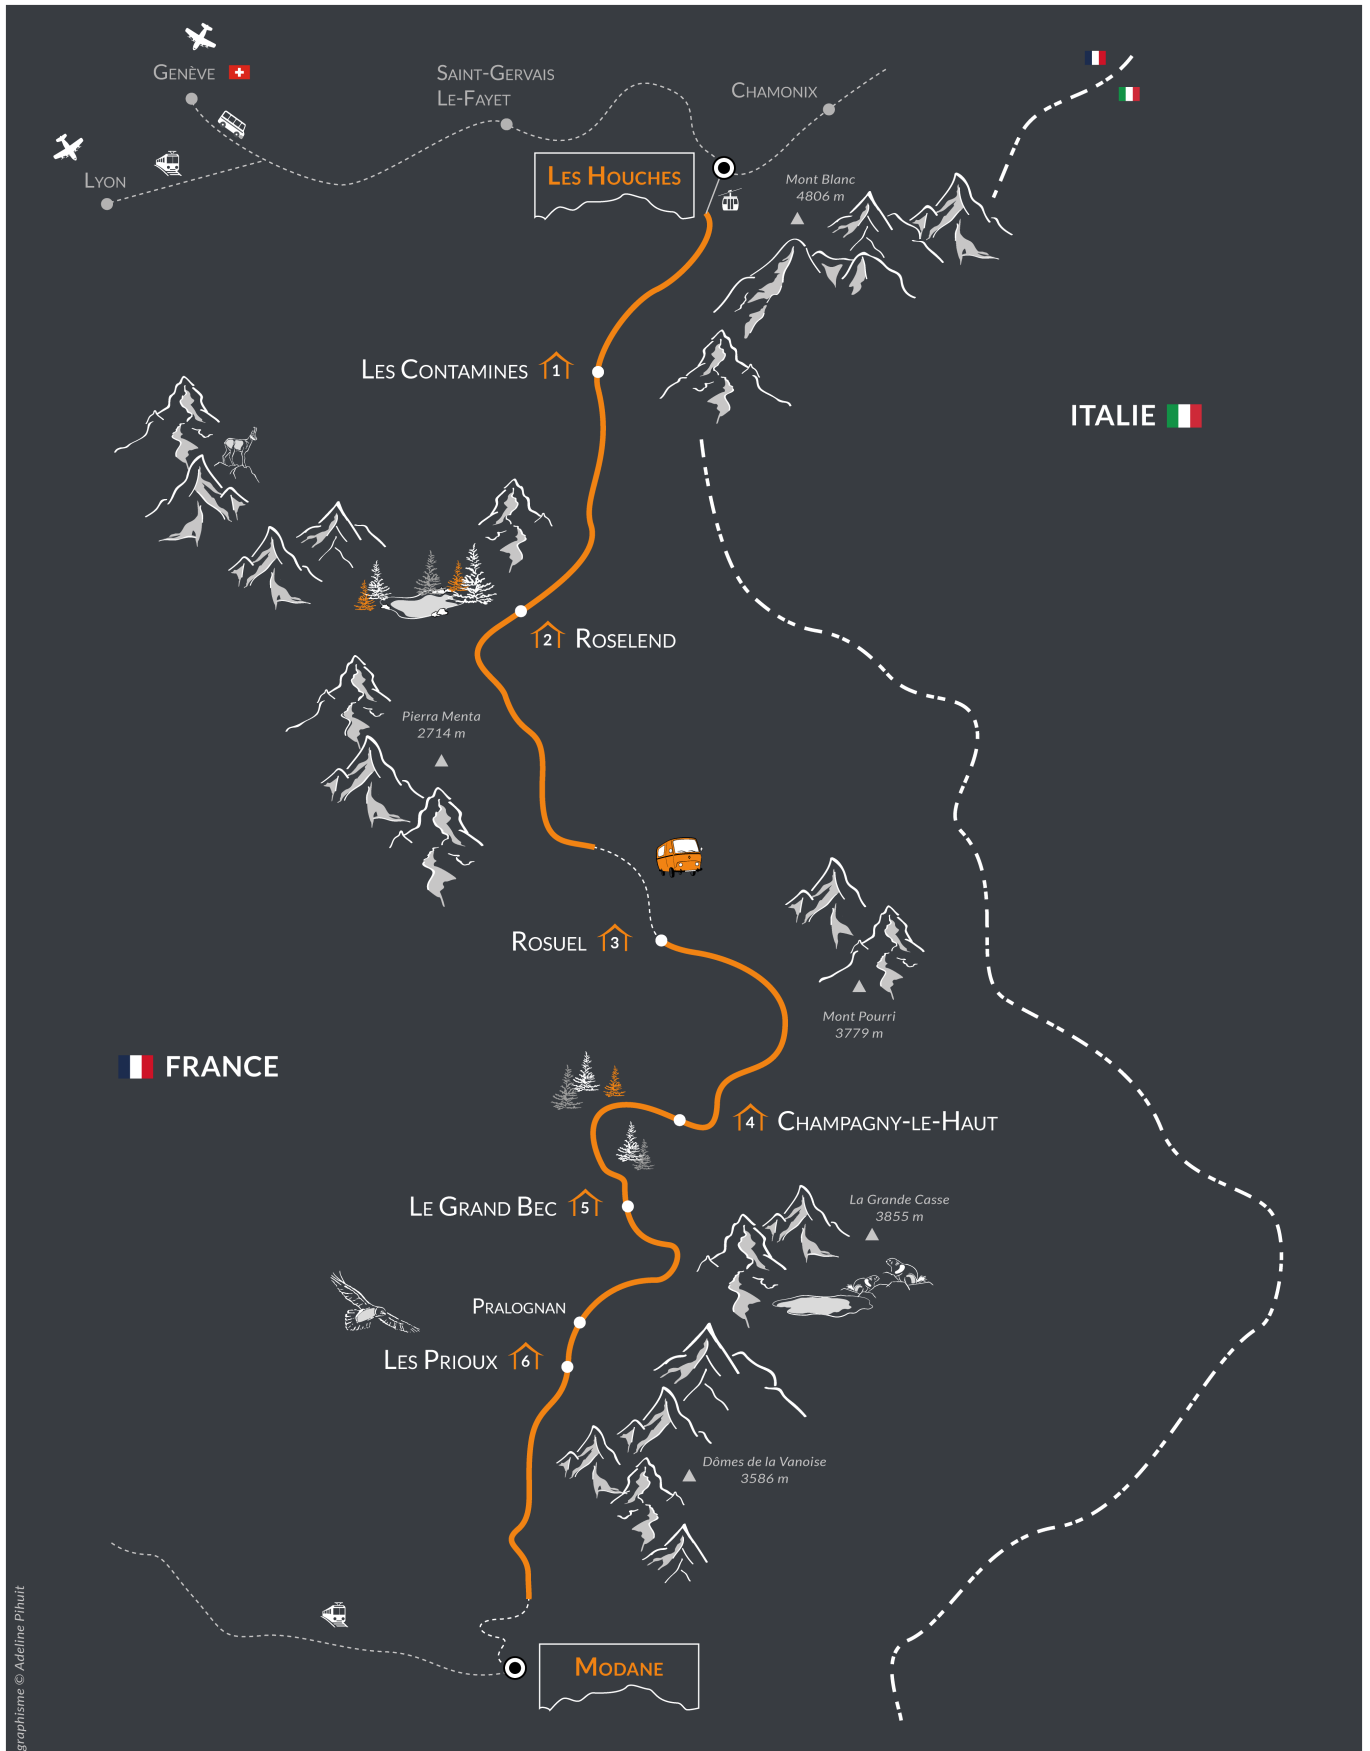 GENÈVE
SAINT-GERVAIS
LE-FAYET
CHAMONIX
LYON
LES HOUCHES
Mont Blanc
4806 m
LES CONTAMINES 1
ITALIE
2 ROSELEND
Pierra Menta
2714 m
ROSUEL 3
Mont Pourri
3779 m
FRANCE
4 CHAMPAGNY-LE-HAUT
LE GRAND BEC 5
La Grande Casse
3855 m
PRALOGNAN
LES PRIOUX 6
Dômes de la Vanoise
3586 m
MODANE
graphisme © Adeline Pihuit